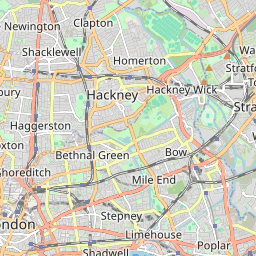 Newington
Clapton
Shacklewell
Homerton
Hackney
Hackney Wick
Haggerston
Bethnal Green
Bow
Shoreditch
Mile End
Stepney
Limehouse
Shadwell
Poplar